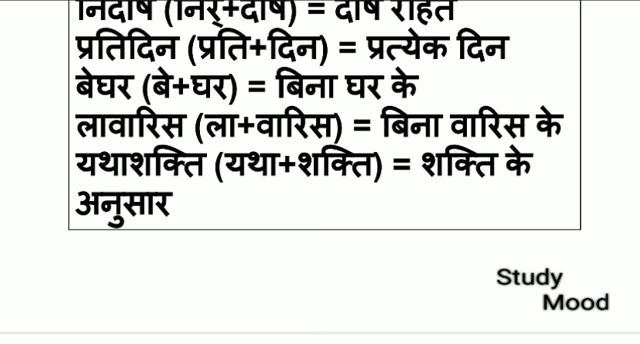 निर्दोष (निर्+दोष) = दोष रहित
प्रतिदिन (प्रति+दिन) = प्रत्येक दिन
बेघर (बे+घर) = बिना घर के
लावारिस (ला+वारिस) = बिना वारिस के
यथाशक्ति (यथा+शक्ति) = शक्ति के
अनुसार
Study
Mood